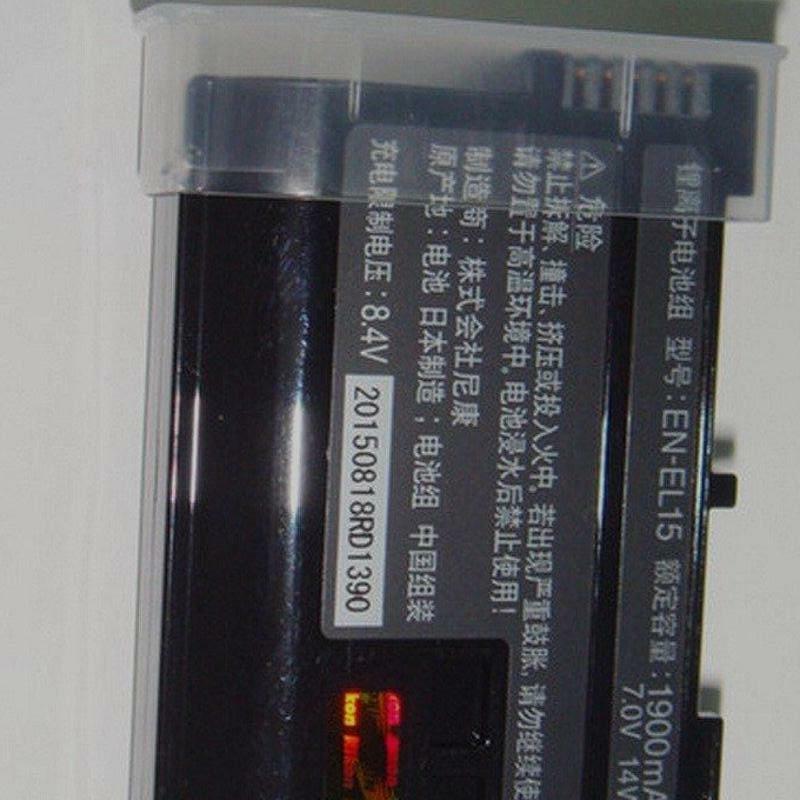 锂离子电池组 型号:EN-EL15 额定容量:1900mA
7.0V 14W
⚠危险
禁止拆解、撞击、挤压或投入火中。若出现严重鼓胀, 请勿继续使
请勿置于高温环境中。电池浸水后禁止使用!
制造商: 株式会社尼康
原产地: 电池 日本制造; 电池组 中国组装
充电限制电压: 8.4V 20150818RD1390